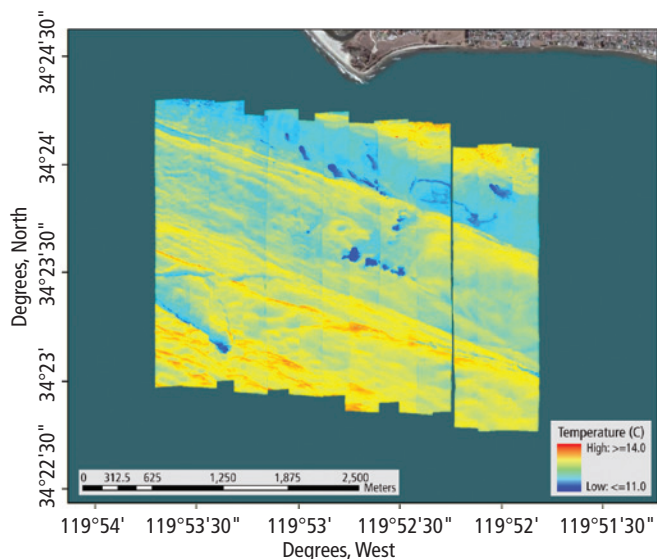 34°24'30"
34°24'
34°23'30"
34°23'
34°22'30"
Degrees, North
Temperature (C)
High: >=14.0
Low: <=11.0
0 312.5 625 1,250 1,875 2,500
Meters
119°54' 119°53'30" 119°53' 119°52'30" 119°52' 119°51'30"
Degrees, West